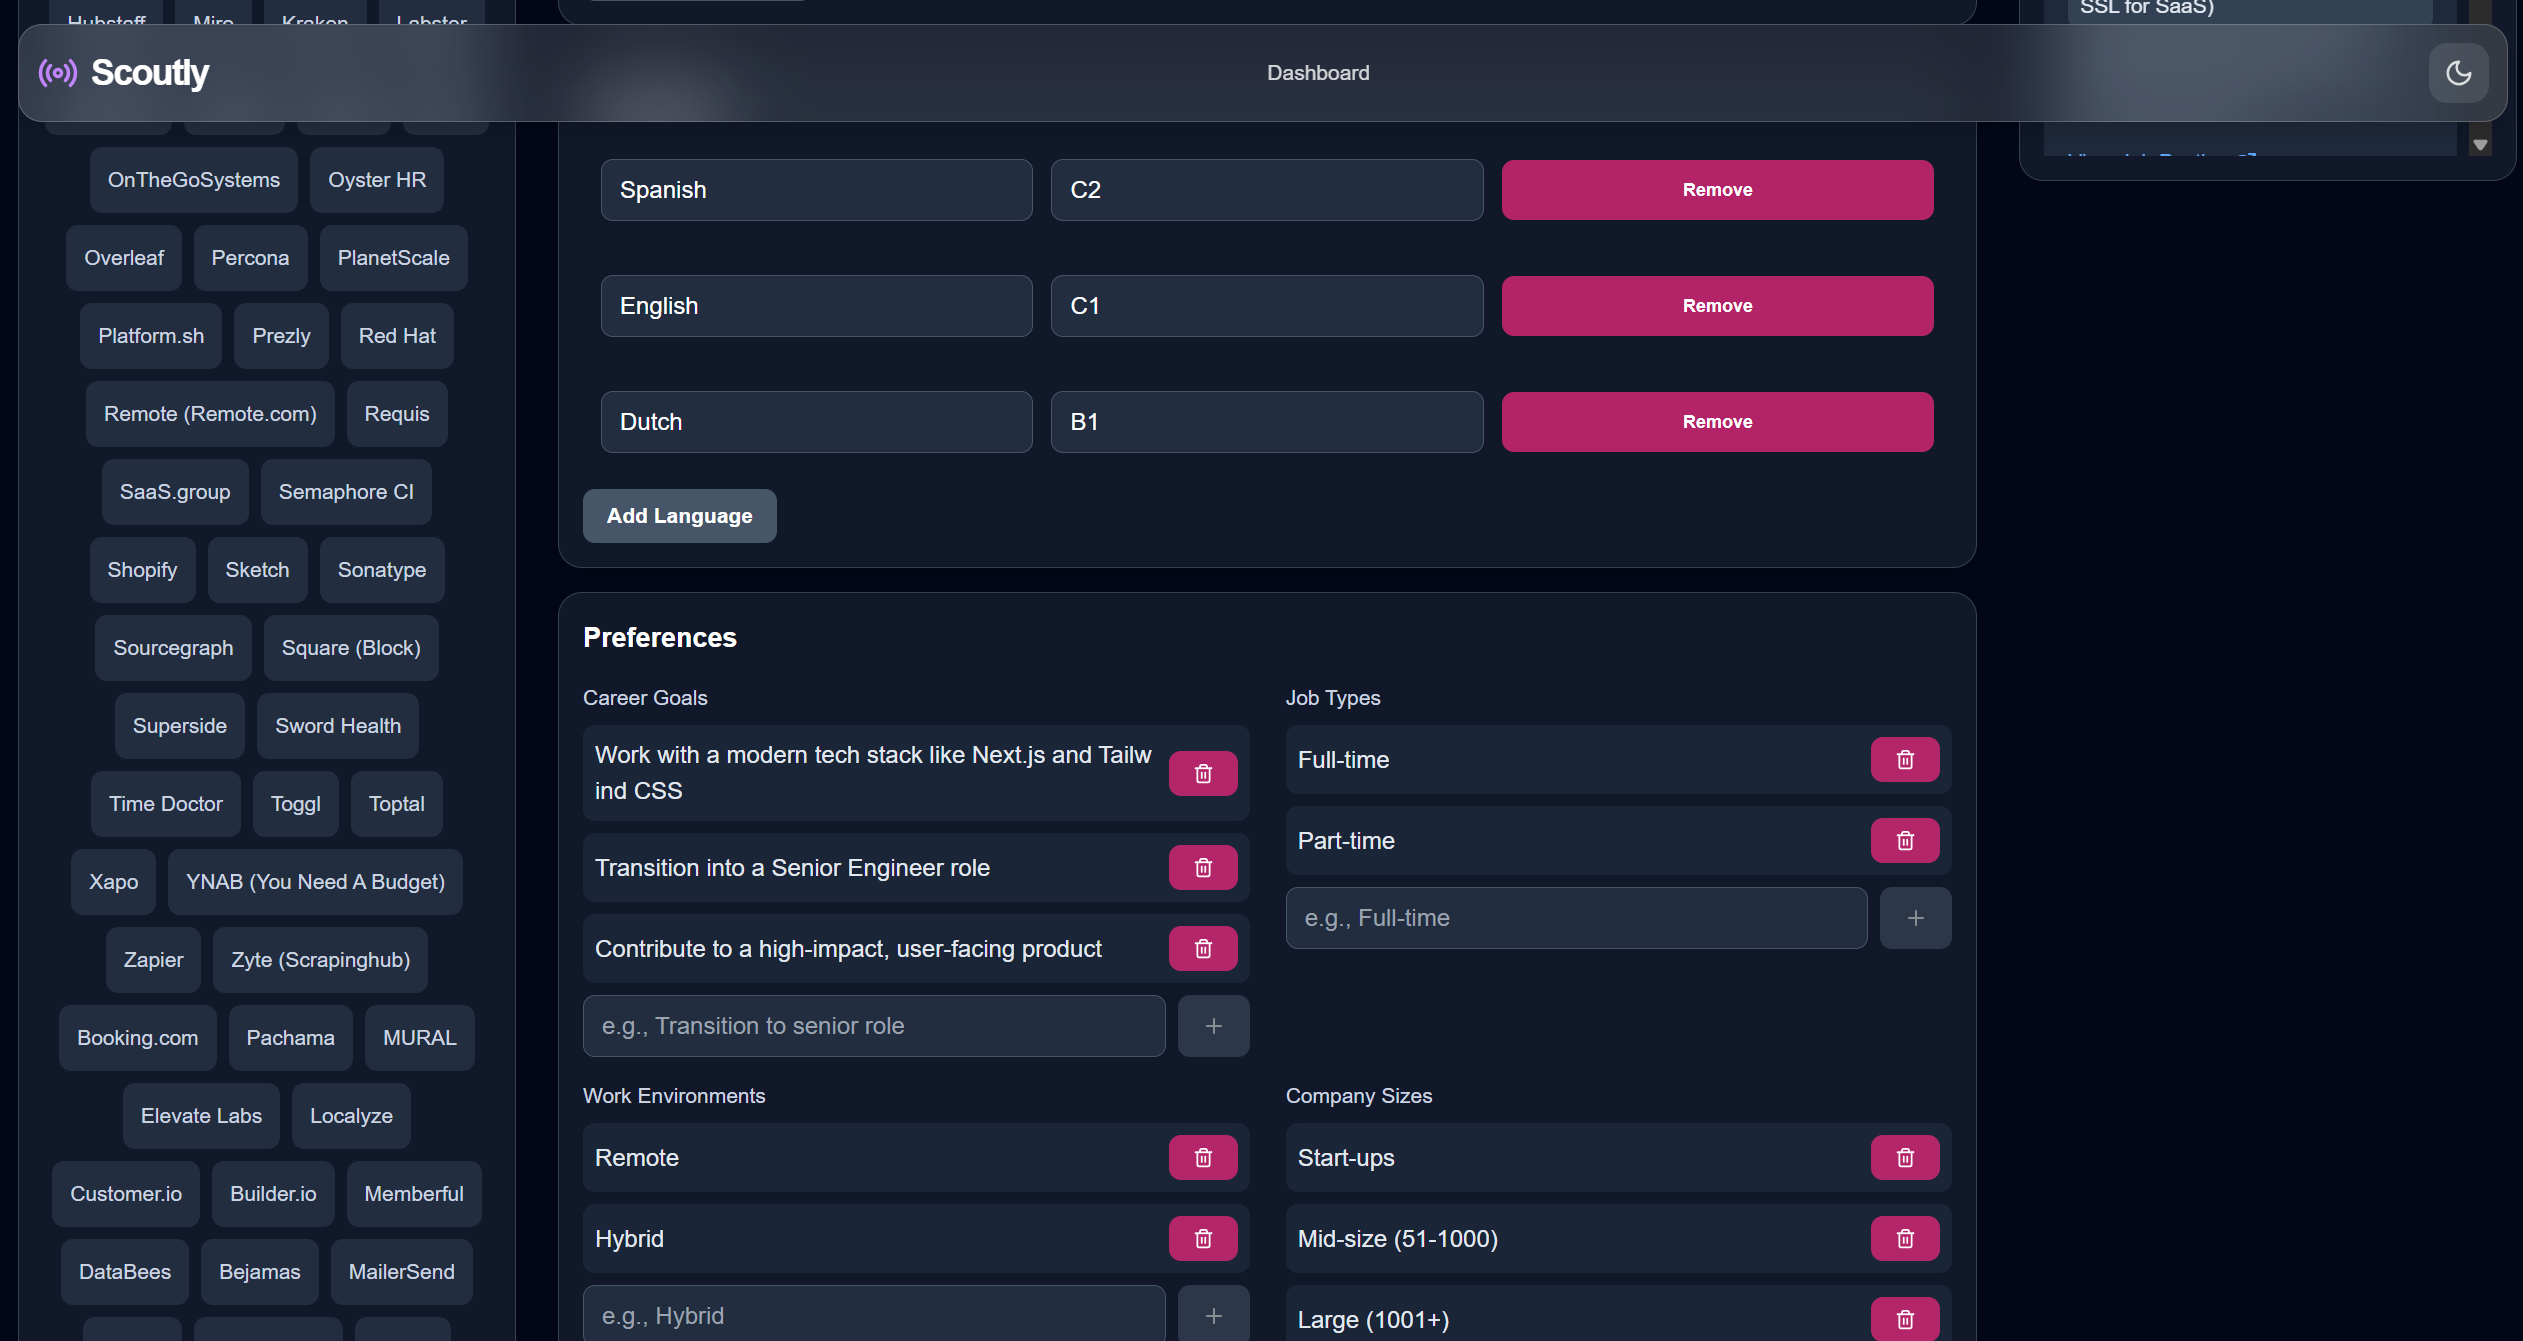 Hubstaff Miro Kraken Labster
SSL for SaaS)
Scoutly
Dashboard
OnTheGoSystems Oyster HR
Overleaf Percona PlanetScale
Platform.sh Prezly Red Hat
Remote (Remote.com) Requis
SaaS.group Semaphore CI
Shopify Sketch Sonatype
Sourcegraph Square (Block)
Superside Sword Health
Time Doctor Toggl Toptal
Xapo YNAB (You Need A Budget)
Zapier Zyte (Scrapinghub)
Booking.com Pachama MURAL
Elevate Labs Localyze
Customer.io Builder.io Memberful
DataBees Bejamas MailerSend
Spanish C2 Remove
English C1 Remove
Dutch B1 Remove
Add Language
Preferences
Career Goals
Work with a modern tech stack like Next.js and Tailw
ind CSS
Transition into a Senior Engineer role
Contribute to a high-impact, user-facing product
e.g., Transition to senior role +
Job Types
Full-time
Part-time
e.g., Full-time +
Work Environments
Remote
Hybrid
e.g., Hybrid +
Company Sizes
Start-ups
Mid-size (51-1000)
Large (1001+)